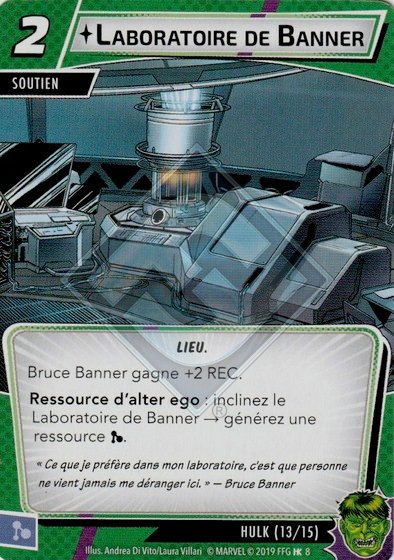 2
LABORATOIRE DE BANNER
SOUTIEN
LIEU.
Bruce Banner gagne +2 REC.
Ressource d'alter ego : inclinez le
Laboratoire de Banner → générez une
ressource .
« Ce que je préfère dans mon laboratoire, c'est que personne
ne vient jamais me déranger ici. » — Bruce Banner
HULK (13/15)
Illus. Andrea Di Vito/Laura Villari © MARVEL © 2019 FFG HK 8